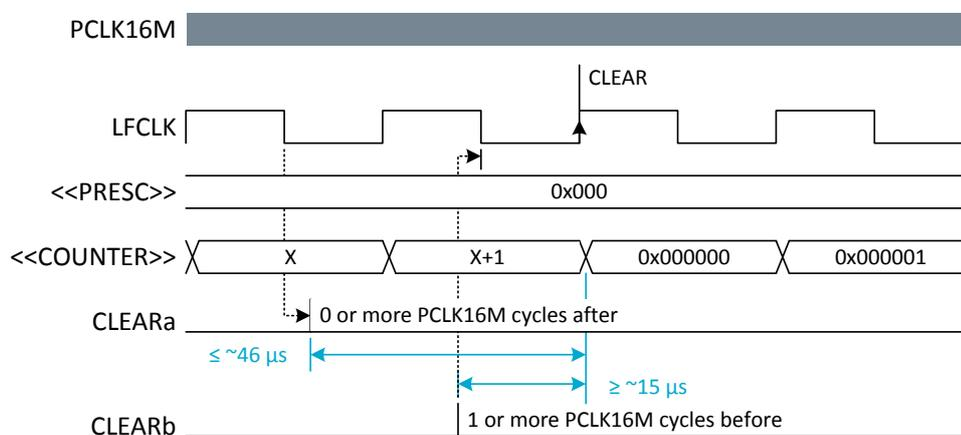 PCLK16M
CLEAR
LFCLK
<<PRESC>> 0x000
<<COUNTER>> X X+1 0x000000 0x000001
CLEARa 0 or more PCLK16M cycles after
≤ ~46 µs
≥ ~15 µs
CLEARb 1 or more PCLK16M cycles before